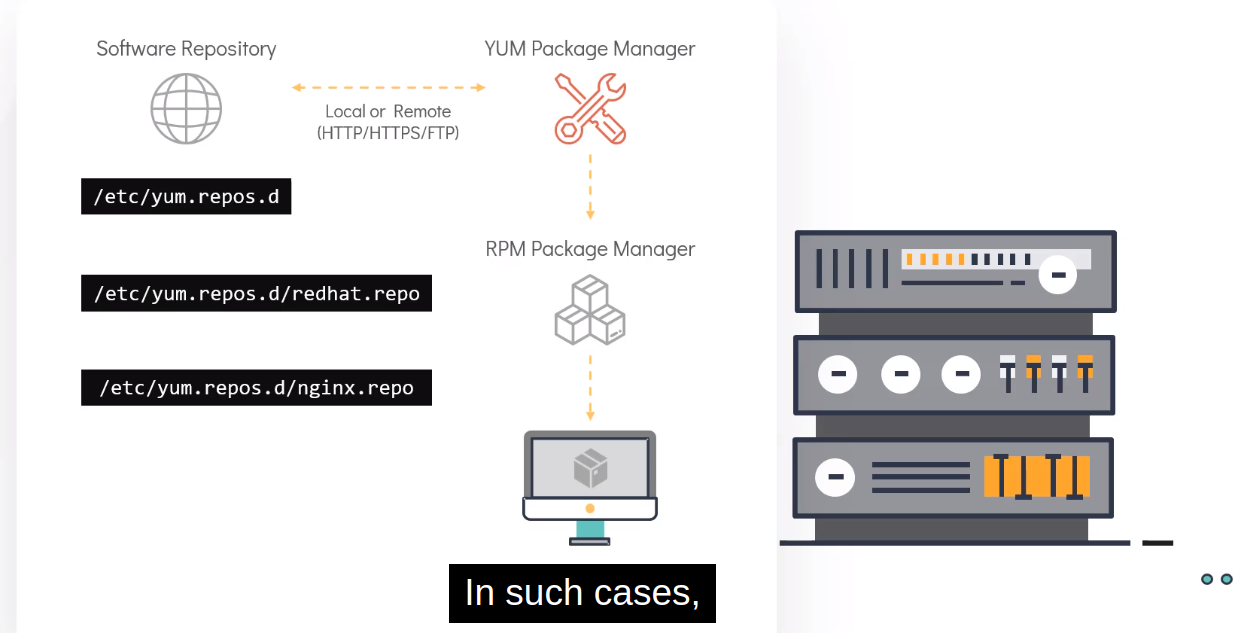 Software Repository
YUM Package Manager
Local or Remote
(HTTP/HTTPS/FTP)
/etc/yum.repos.d
RPM Package Manager
/etc/yum.repos.d/redhat.repo
/etc/yum.repos.d/nginx.repo
In such cases,